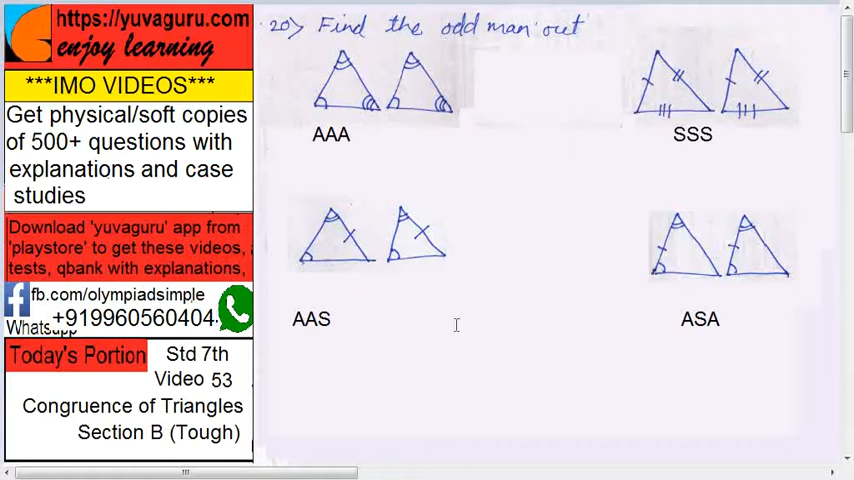 https://yuvaguru.com
enjoy learning
***IMO VIDEOS***
Get physical/soft copies
of 500+ questions with
explanations and case
studies
Download 'yuvaguru' app from
'playstore' to get these videos,
tests, qbank with explanations,
fb.com/olympiadsimple
+919960560404
Whatsapp
Today's Portion
Std 7th
Video 53
Congruence of Triangles
Section B (Tough)
20> Find the odd man out
AAA
SSS
AAS
ASA